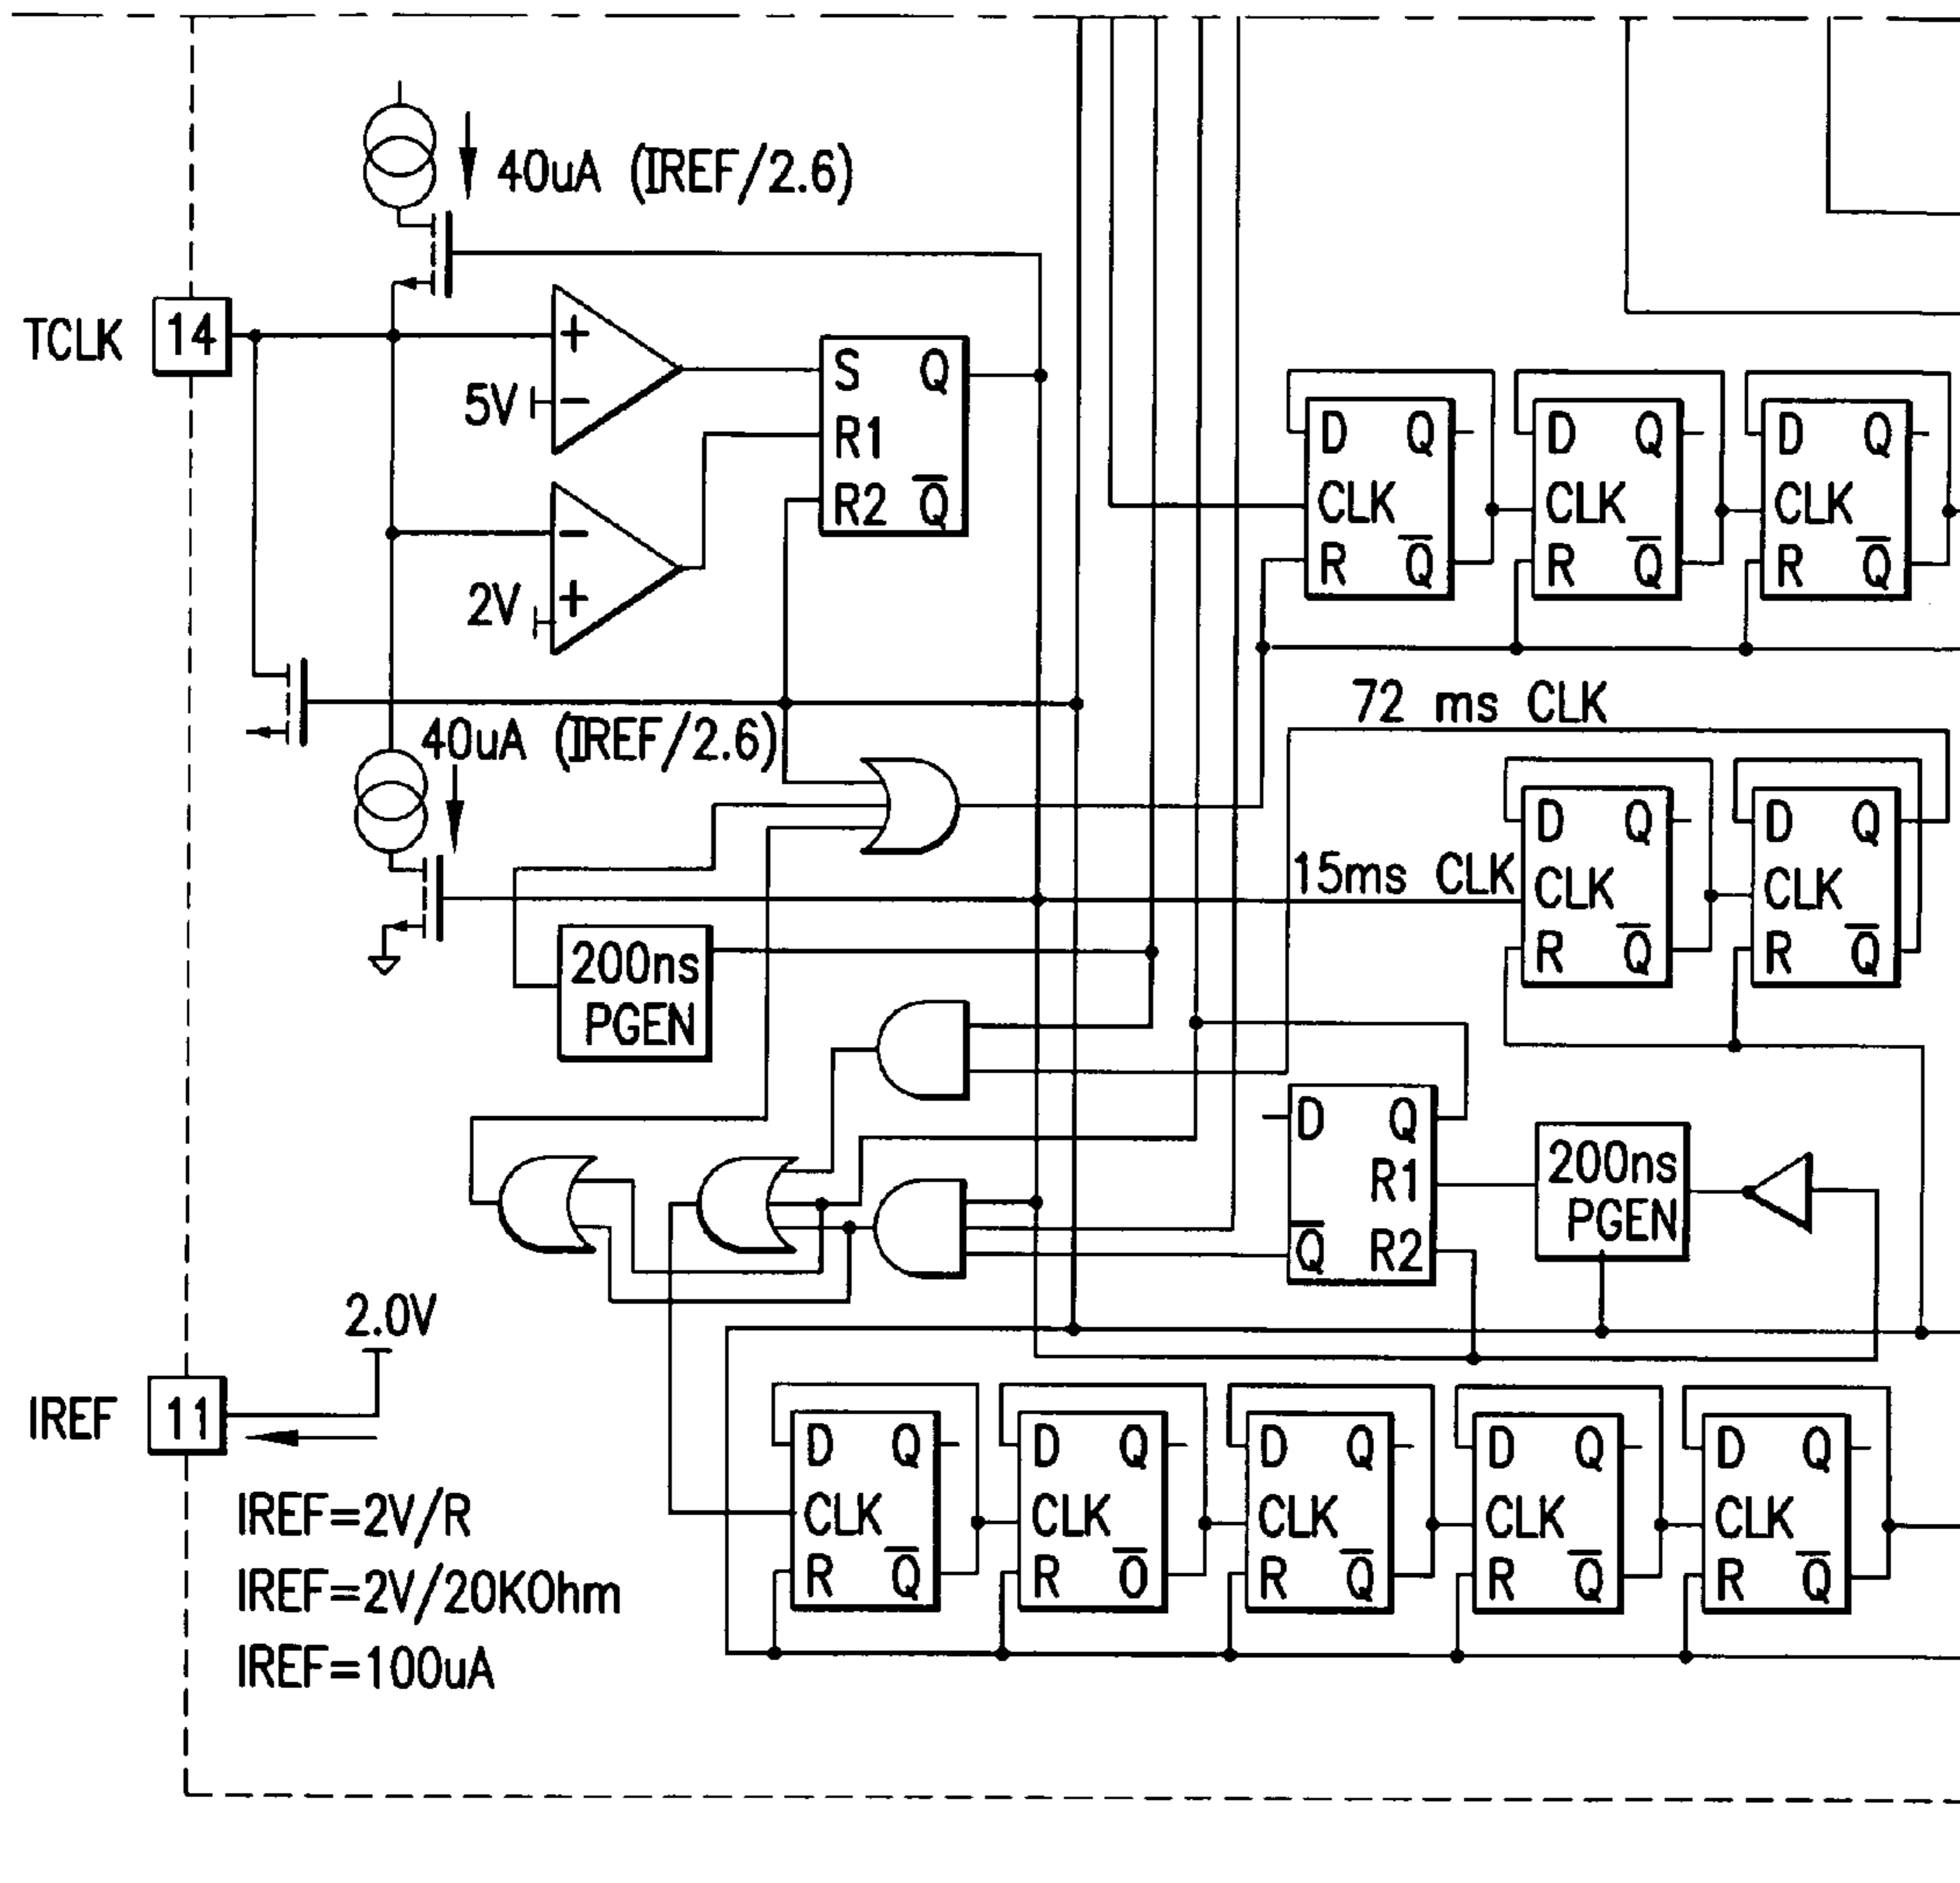 40uA (IREF/2.6)
TCLK
14
5V
+
−
S Q
R1
R2 Q
2V
−
+
D Q
CLK
R Q
D Q
CLK
R Q
D Q
CLK
R Q
40uA (IREF/2.6)
72 ms CLK
15ms CLK
D Q
CLK
R Q
D Q
CLK
R Q
200ns
PGEN
D Q
R1
Q R2
200ns
PGEN
2.0V
IREF
11
IREF=2V/R
IREF=2V/20KOhm
IREF=100uA
D Q
CLK
R Q
D Q
CLK
R O
D Q
CLK
R Q
D Q
CLK
R Q
D Q
CLK
R Q